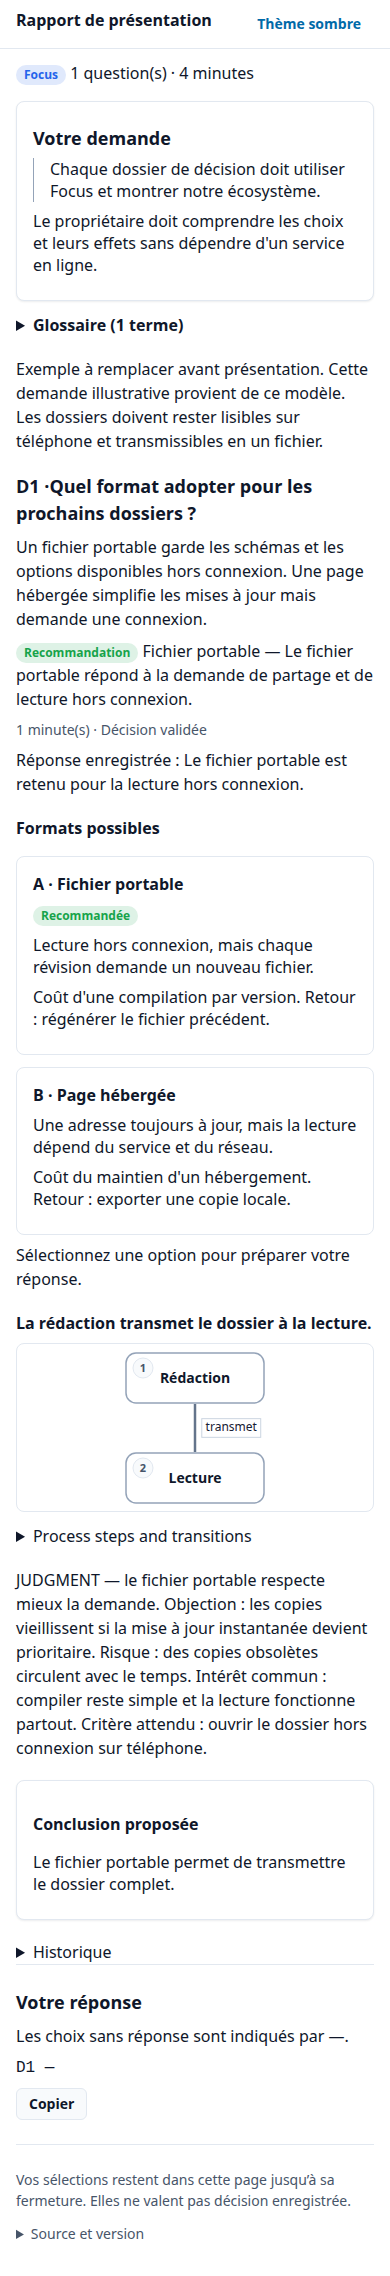 Rapport de présentation
Thème sombre
Focus 1 question(s) · 4 minutes
Votre demande
Chaque dossier de décision doit utiliser
Focus et montrer notre écosystème.
Le propriétaire doit comprendre les choix
et leurs effets sans dépendre d'un service
en ligne.
Glossaire (1 terme)
Exemple à remplacer avant présentation. Cette
demande illustrative provient de ce modèle.
Les dossiers doivent rester lisibles sur
téléphone et transmissibles en un fichier.
D1 ·Quel format adopter pour les
prochains dossiers ?
Un fichier portable garde les schémas et les
options disponibles hors connexion. Une page
hébergée simplifie les mises à jour mais
demande une connexion.
Recommandation Fichier portable — Le fichier
portable répond à la demande de partage et de
lecture hors connexion.
1 minute(s) · Décision validée
Réponse enregistrée : Le fichier portable est
retenu pour la lecture hors connexion.
Formats possibles
A · Fichier portable
Recommandée
Lecture hors connexion, mais chaque
révision demande un nouveau fichier.
Coût d'une compilation par version. Retour
: régénérer le fichier précédent.
B · Page hébergée
Une adresse toujours à jour, mais la lecture
dépend du service et du réseau.
Coût du maintien d'un hébergement.
Retour : exporter une copie locale.
Sélectionnez une option pour préparer votre
réponse.
La rédaction transmet le dossier à la lecture.
1
Rédaction
transmet
2
Lecture
Process steps and transitions
JUDGMENT — le fichier portable respecte
mieux la demande. Objection : les copies
vieillissent si la mise à jour instantanée devient
prioritaire. Risque : des copies obsolètes
circulent avec le temps. Intérêt commun :
compiler reste simple et la lecture fonctionne
partout. Critère attendu : ouvrir le dossier hors
connexion sur téléphone.
Conclusion proposée
Le fichier portable permet de transmettre
le dossier complet.
Historique
Votre réponse
Les choix sans réponse sont indiqués par —.
D1 —
Copier
Vos sélections restent dans cette page jusqu’à sa
fermeture. Elles ne valent pas décision enregistrée.
Source et version